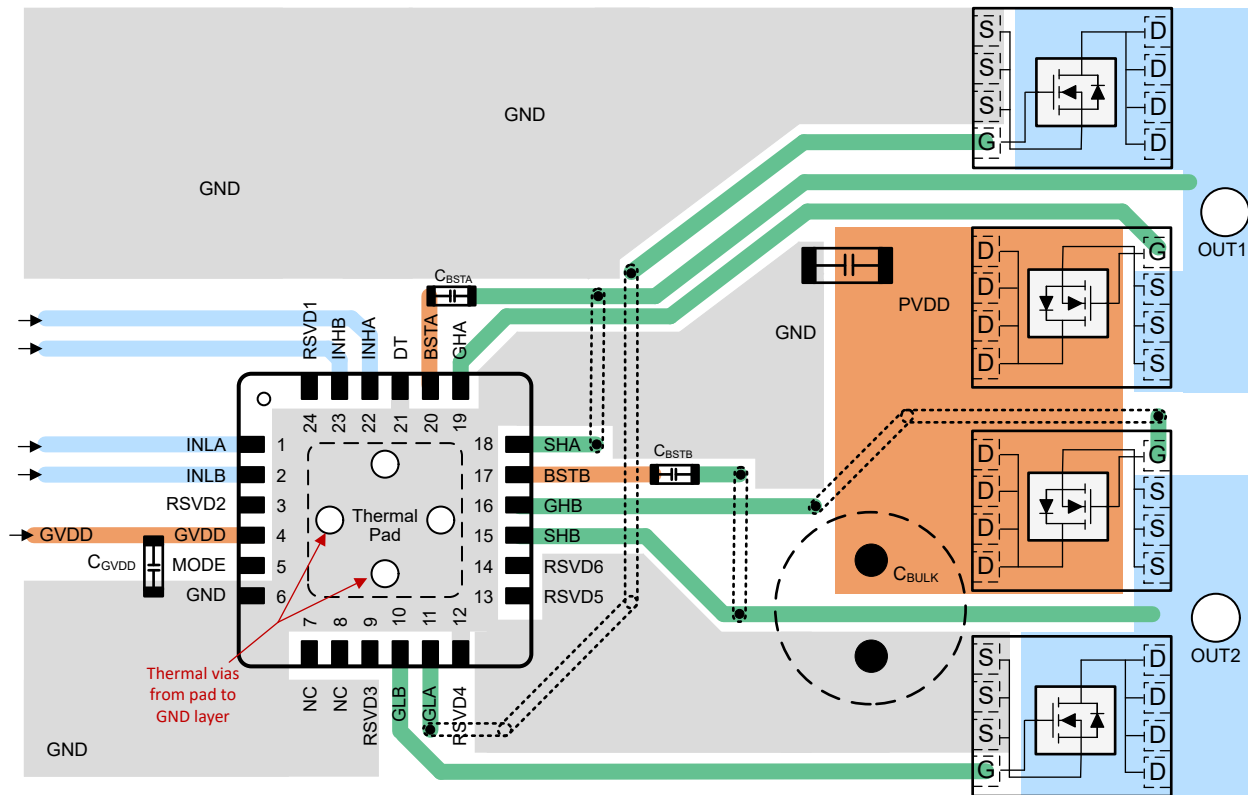 GND
GND
S
S
S
G
D
D
D
D
OUT1
D
D
D
D
G
S
S
S
PVDD
GND
CBSTA
RSVD1
INHB
INHA
DT
BSTA
GHA
24
23
22
21
20
19
INLA
1
INLB
2
RSVD2
3
GVDD
GVDD
4
CGVDD
MODE
5
GND
6
Thermal
Pad
18
SHA
17
BSTB
CBSTB
16
GHB
15
SHB
14
RSVD6
13
RSVD5
D
D
D
D
G
S
S
S
CBULK
7
8
9
10
11
12
NC
NC
RSVD3
GLB
GLA
RSVD4
Thermal vias
from pad to
GND layer
GND
OUT2
S
S
S
G
D
D
D
D